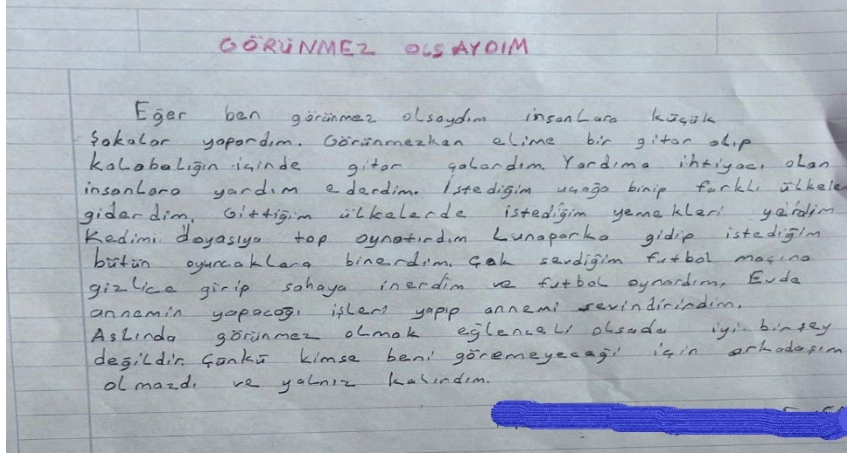 GÖRÜNMEZ OLSAYDIM
Eğer ben görünmez olsaydım insanlara küçük
şakalar yapardım. Görünmezken elime bir gitar alıp
kalabalığın içinde gitar çalardım. Yardıma ihtiyacı olan
insanlara yardım ederdim. İstediğim uçağa binip farklı ülkele
giderdim. Gittiğim ülkelerde istediğim yemekleri yerdim
Kedimi doyasıya top oynatırdım Lunaparka gidip istediğim
bütün oyuncaklara binerdim. Çok sevdiğim futbol maçına
gizlice girip sahaya inerdim ve futbol oynardım. Evde
annemin yapacağı işleri yapıp annemi sevindirirdim.
Aslında görünmez olmak eğlenceli olsada iyi birşey
değildir. Çünkü kimse beni göremeyeceği için arkadaşım
olmazdı ve yalnız kalırdım.